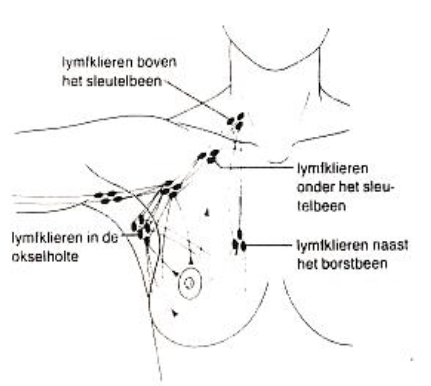 lymfklieren boven
het sleutelbeen
lymfklieren
onder het sleu-
telbeen
lymfklieren in de
okselholte
lymfklieren naast
het borstbeen